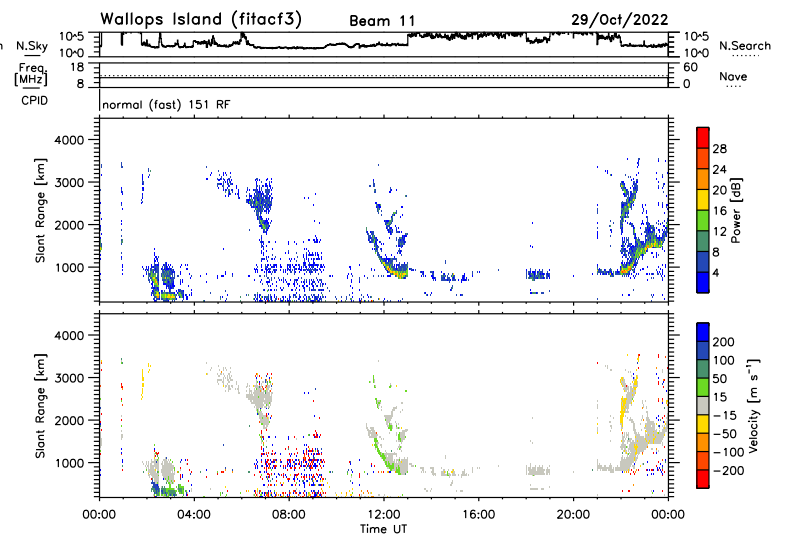 Wallops Island (fitacf3) Beam 11 29/Oct/2022
n N.Sky 10^5 10^0 10^5 10^0 N.Search
Freq. [MHz] 18 8 60 0 Nave
CPID normal (fast) 151 RF
Slant Range [km]
4000
3000
2000
1000
28
24
20
16
12
8
4
Power [dB]
Slant Range [km]
4000
3000
2000
1000
200
100
50
15
-15
-50
-100
-200
Velocity [m s⁻¹]
00:00 04:00 08:00 12:00 16:00 20:00 00:00
Time UT